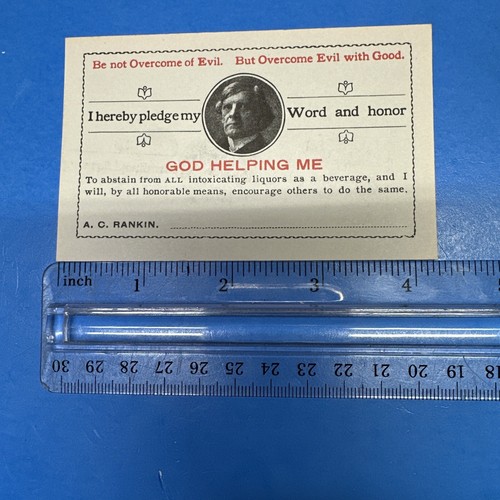 Be not Overcome of Evil. But Overcome Evil with Good.
I hereby pledge my Word and honor
GOD HELPING ME
To abstain from ALL intoxicating liquors as a beverage, and I
will, by all honorable means, encourage others to do the same.
A. C. RANKIN.
inch 1 2 3 4 5
30 29 28 27 26 25 24 23 22 21 20 19 18